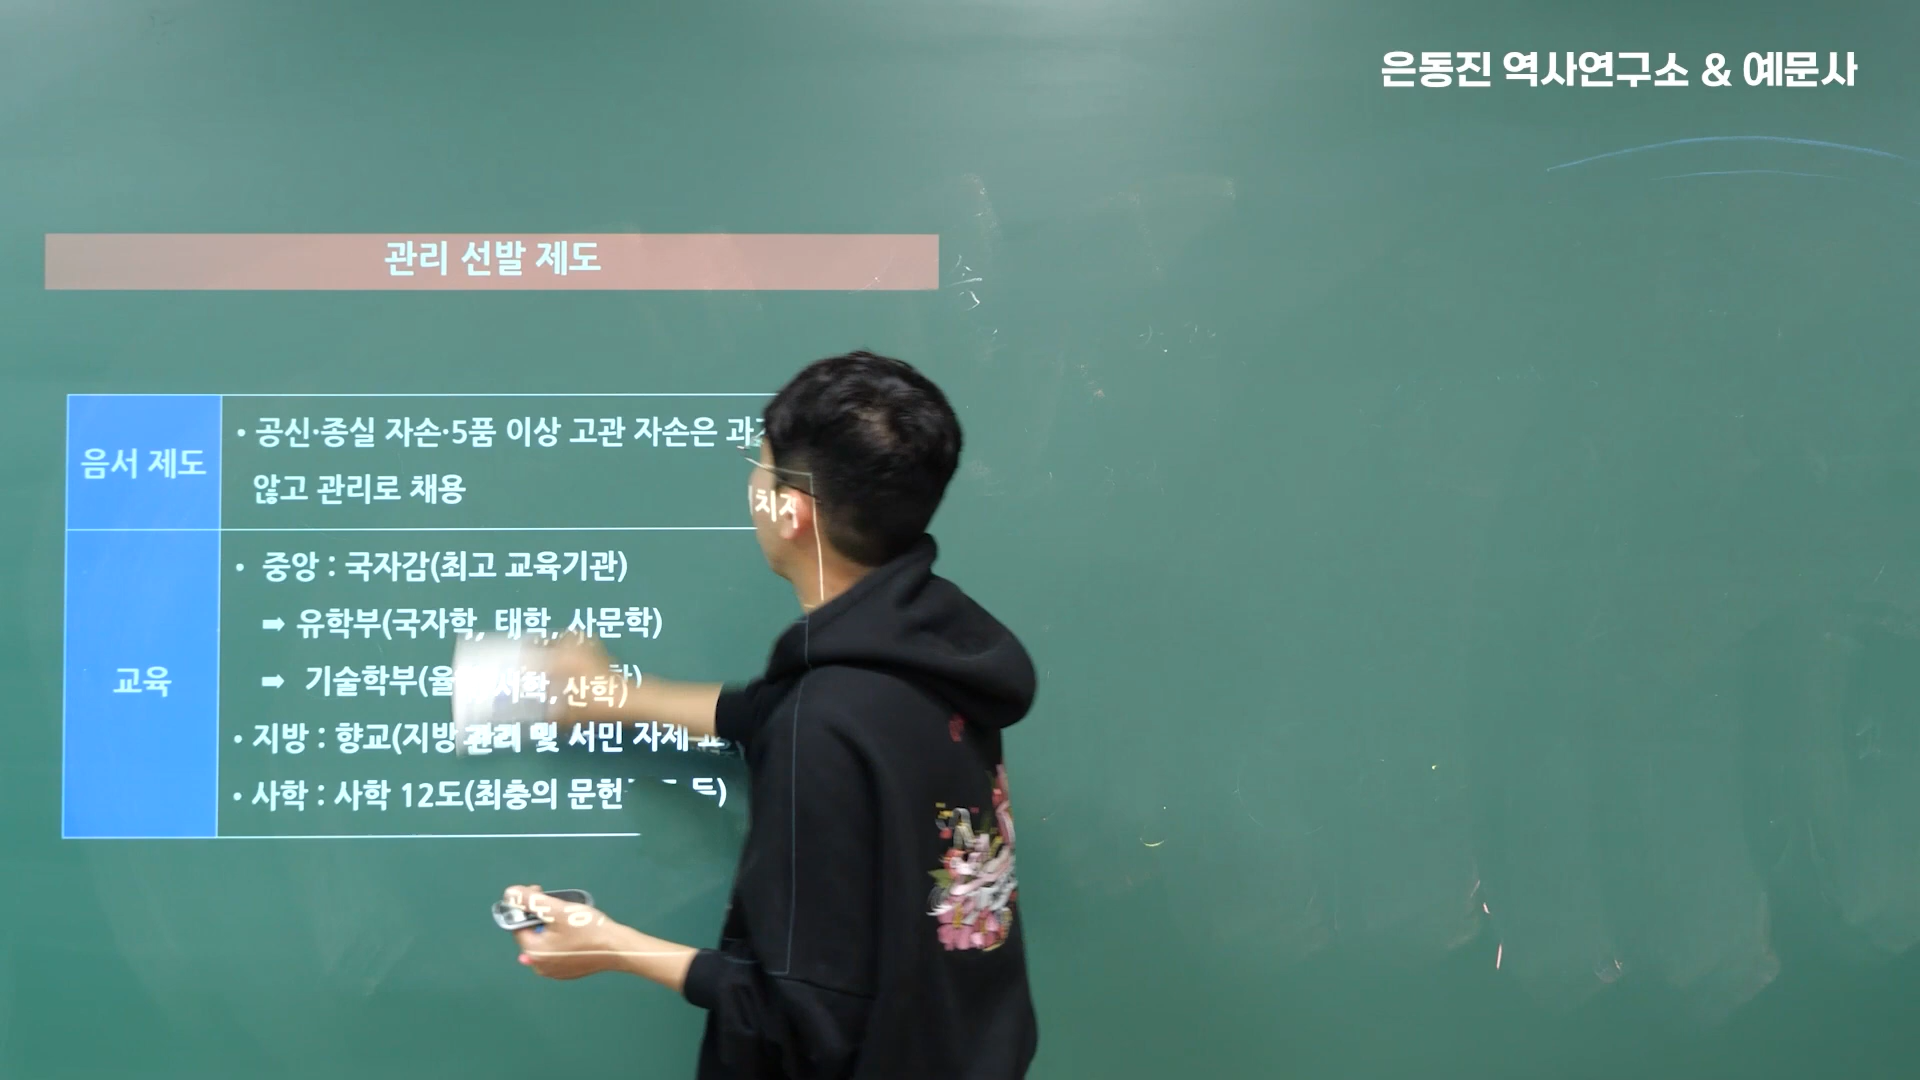 은동진 역사연구소 & 예문사
관리 선발 제도
음서 제도
• 공신·종실 자손·5품 이상 고관 자손은
않고 관리로 채용
교육
• 중앙 : 국자감(최고 교육기관)
➡ 유학부(국자학, 태학, 사문학)
➡ 기술학부(율 서학, 산학)
• 지방 : 향교(지방 관리 및 서민 자제
• 사학 : 사학 12도(최충의 문헌 등)